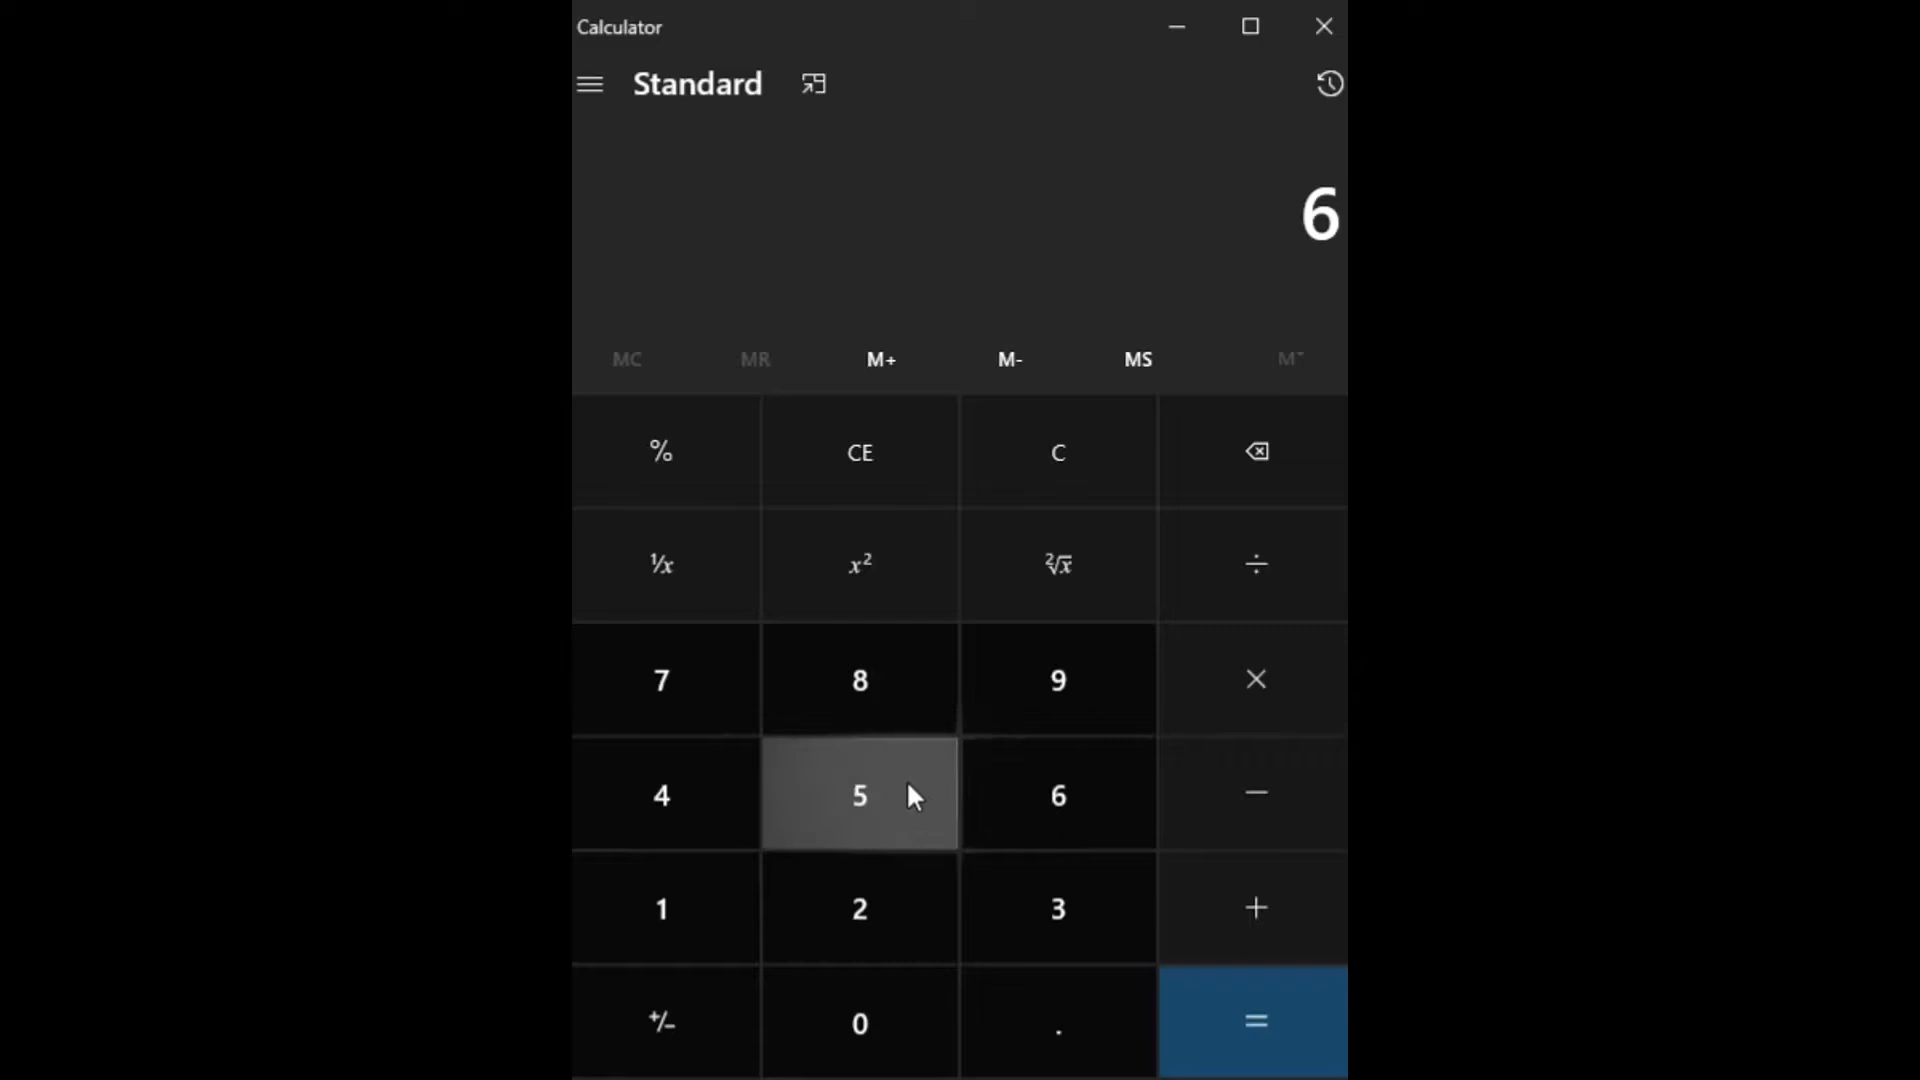 Calculator
Standard
6
MC MR M+ M- MS M˅
% CE C
⅟x x² ²√x ÷
7 8 9 ×
4 5 6 −
1 2 3 +
+/− 0 . =